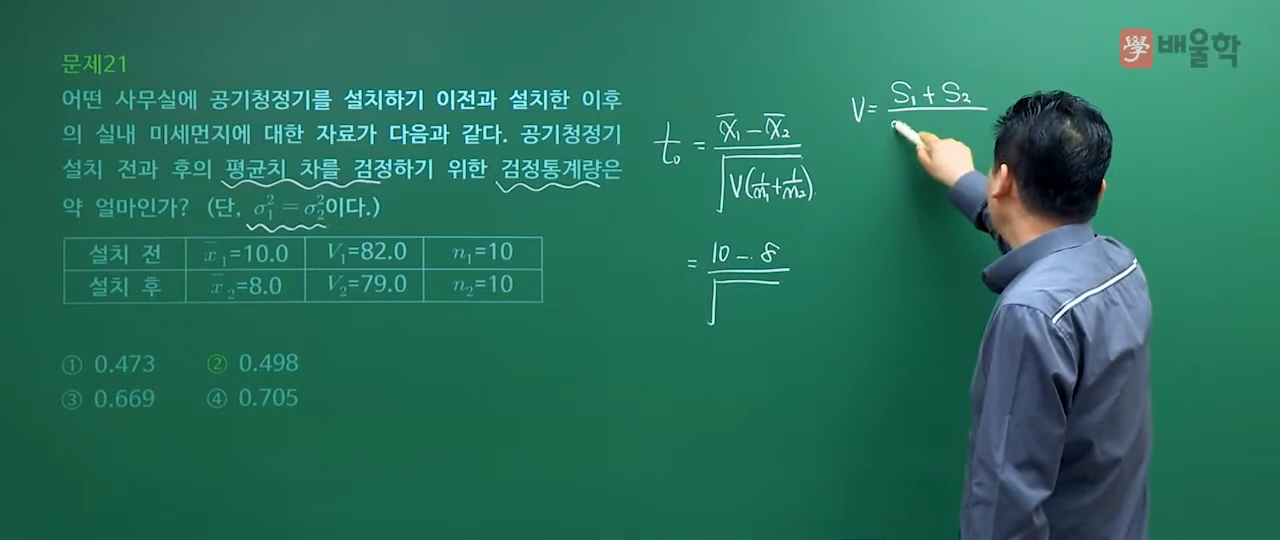 學 배울학
문제21
어떤 사무실에 공기청정기를 설치하기 이전과 설치한 이후
의 실내 미세먼지에 대한 자료가 다음과 같다. 공기청정기
설치 전과 후의 평균치 차를 검정하기 위한 검정통계량은
약 얼마인가? (단, σ₁² = σ₂²이다.)
설치 전 x̄₁=10.0 V₁=82.0 n₁=10
설치 후 x̄₂=8.0 V₂=79.0 n₂=10
① 0.473 ② 0.498
③ 0.669 ④ 0.705
t₀ = (x̄₁ − x̄₂) / √(V(1/n₁ + 1/n₂))
= 10 − 8 / √
V = S₁ + S₂